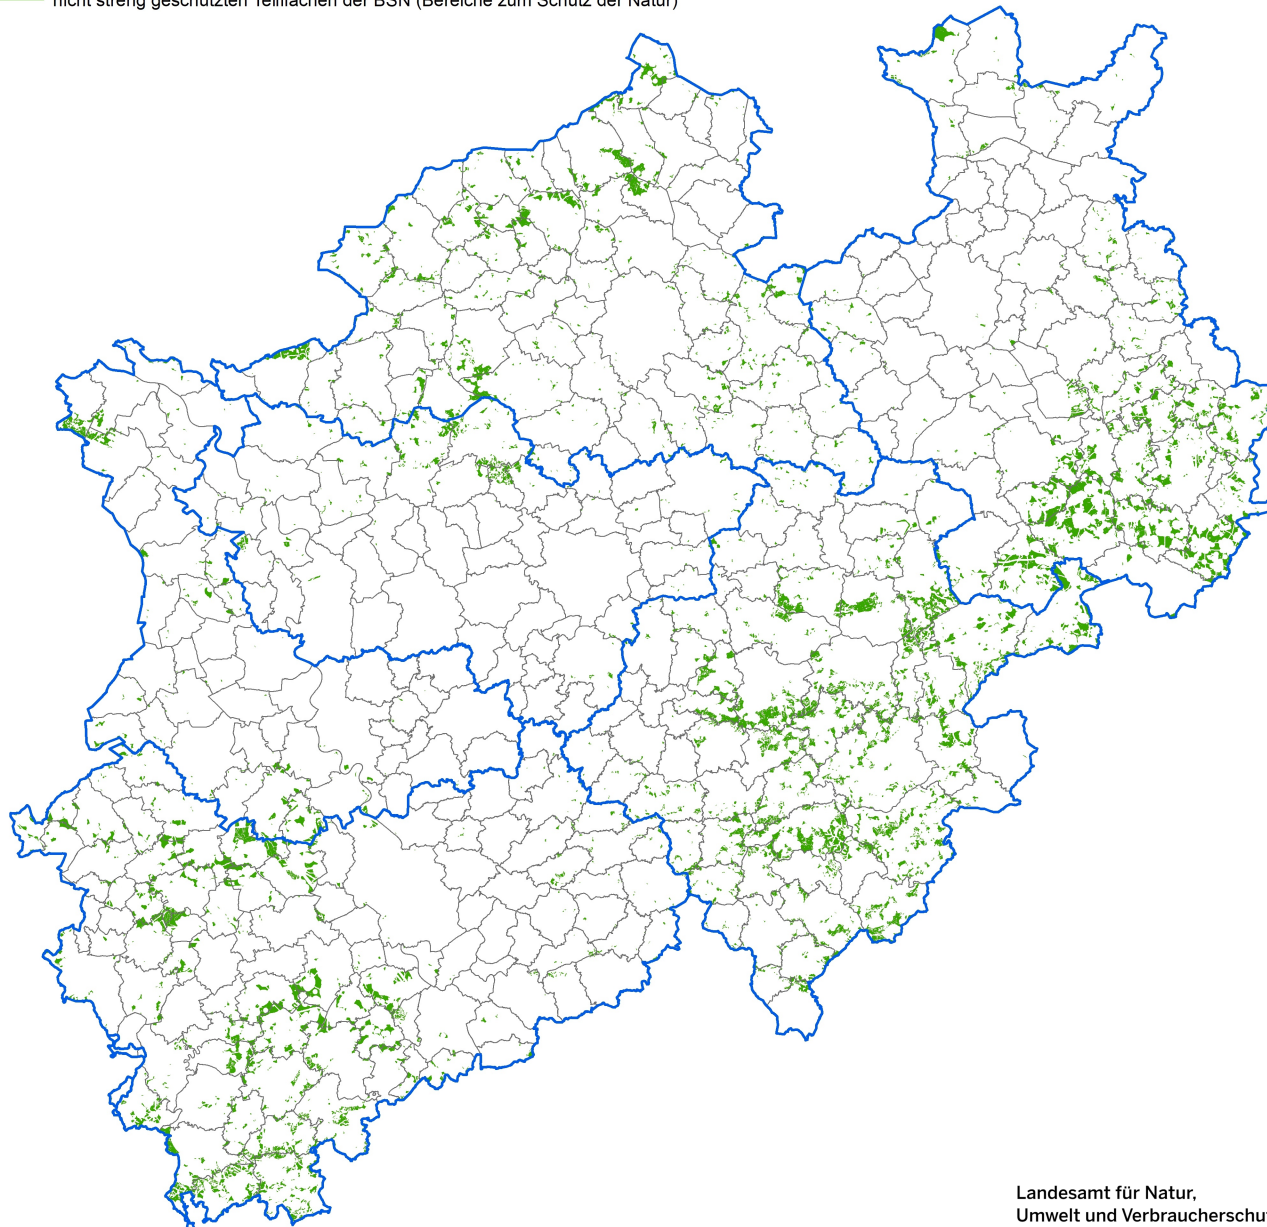 nicht streng geschützten Teilflächen der BSN (Bereiche zum Schutz der Natur)
Landesamt für Natur,
Umwelt und Verbraucherschut